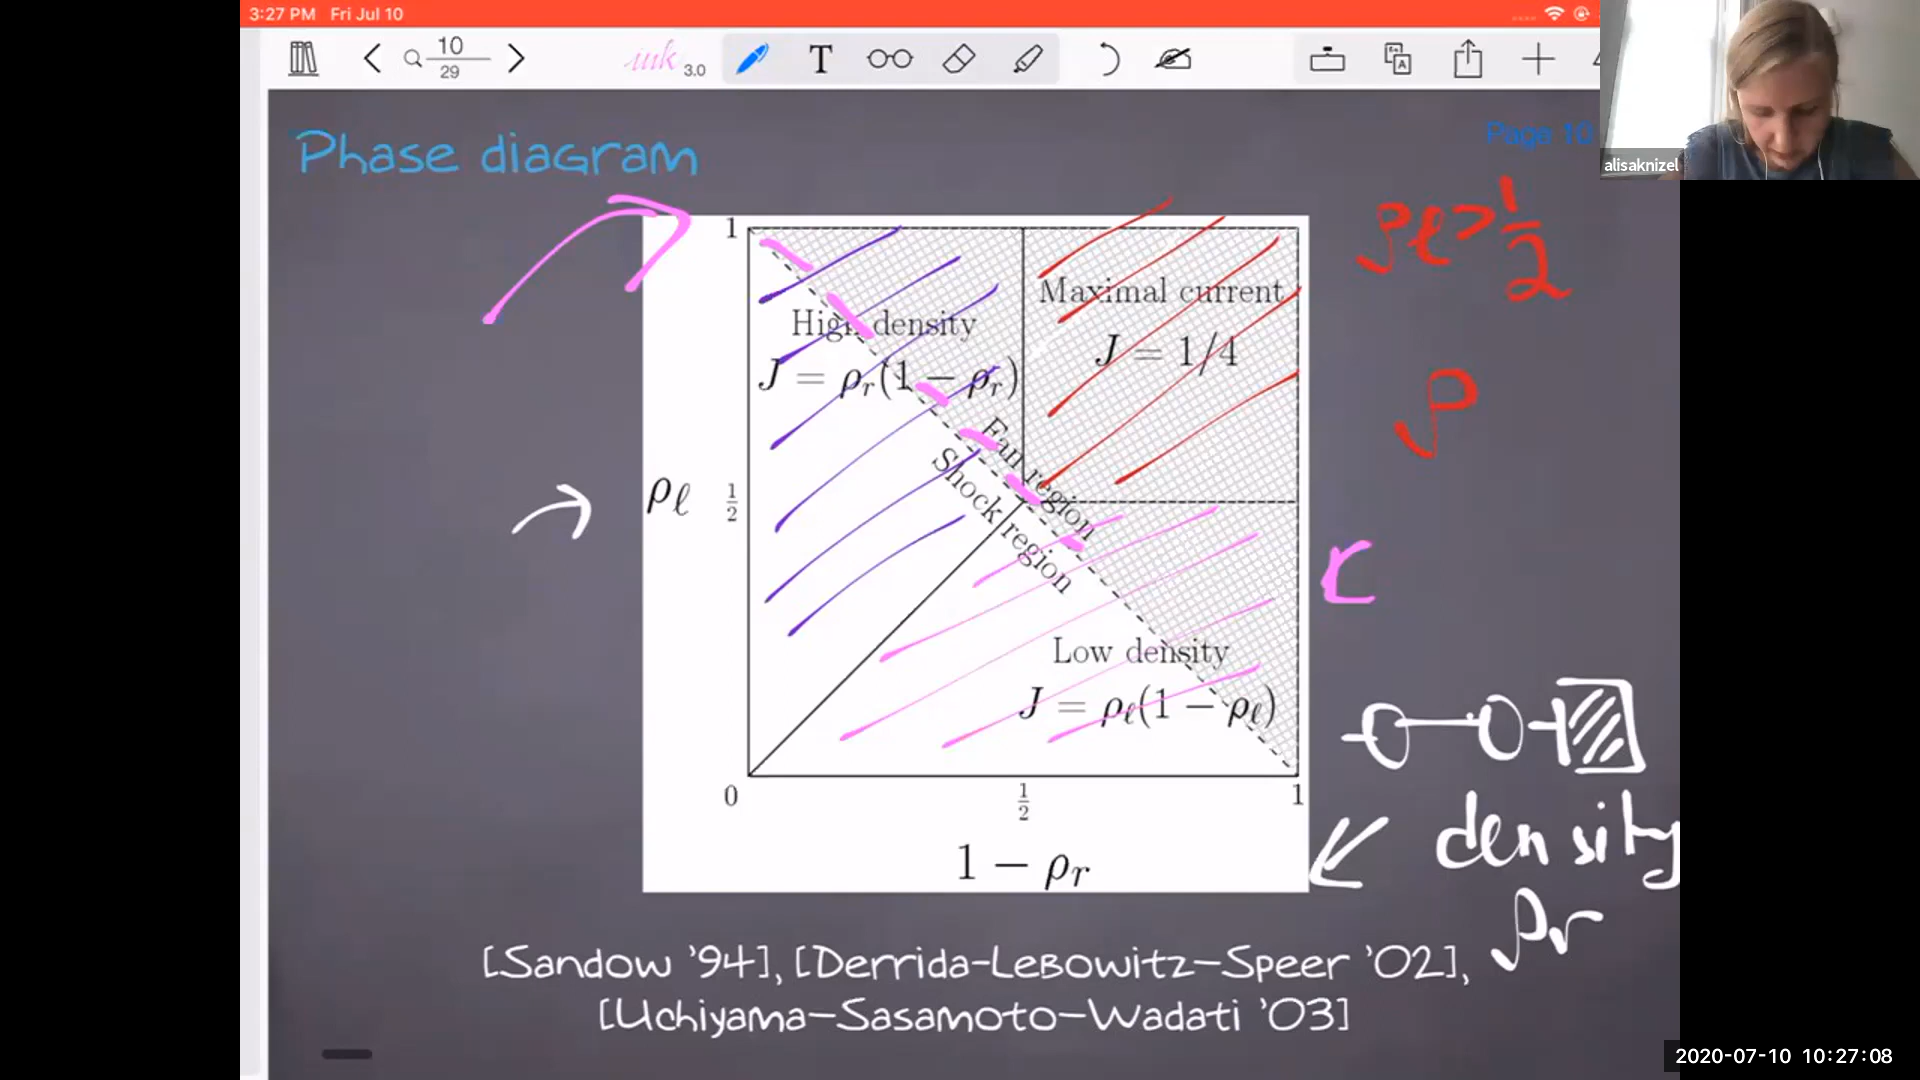 3:27 PM Fri Jul 10
10
29
ink 3.0
T
Page 10
alisaknizel
Phase diagram
ρℓ > 1/2
1
Maximal current
High density
J = 1/4
J = ρr(1 − ρr)
ρ
Fan region
Shock region
ρℓ
1/2
Low density
J = ρℓ(1 − ρℓ)
0
1/2
1
density
1 − ρr
ρr
[Sandow '94], [Derrida-Lebowitz-Speer '02],
[Uchiyama-Sasamoto-Wadati '03]
2020-07-10 10:27:08